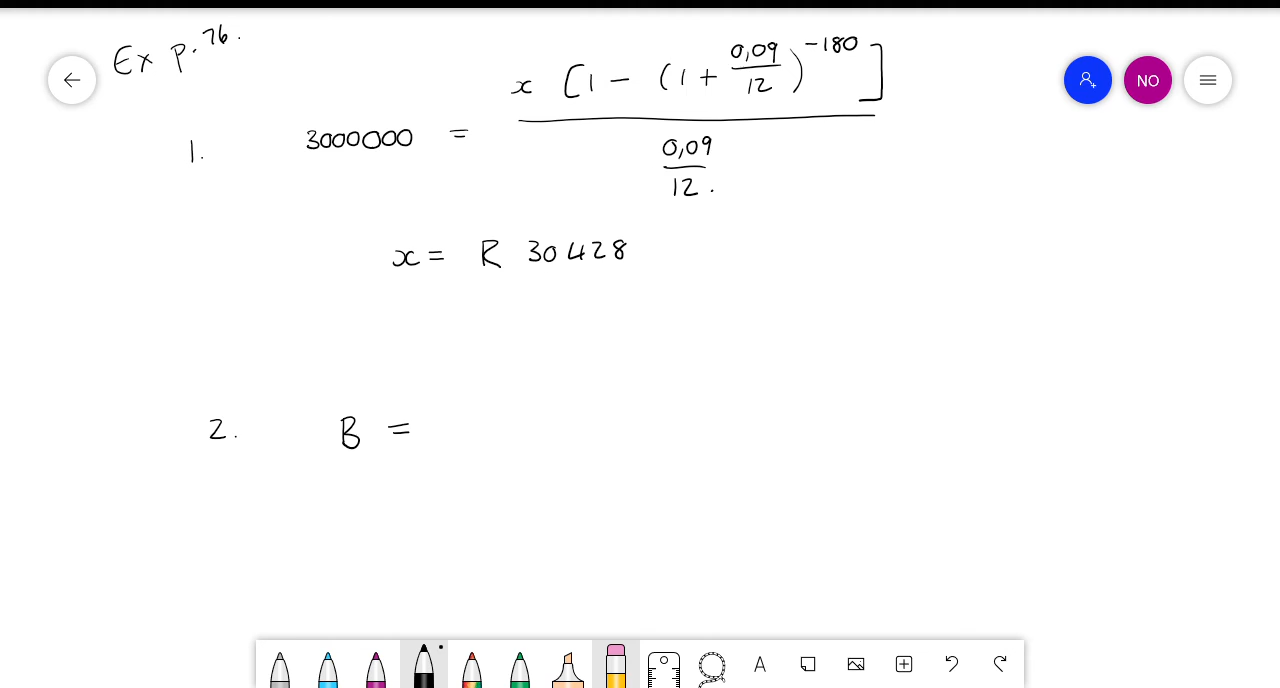 Ex p.76.
NO
1. 3000000 = x [1 - (1 + 0,09/12)^-180] / (0,09/12).
x = R 30428
2. B =
A